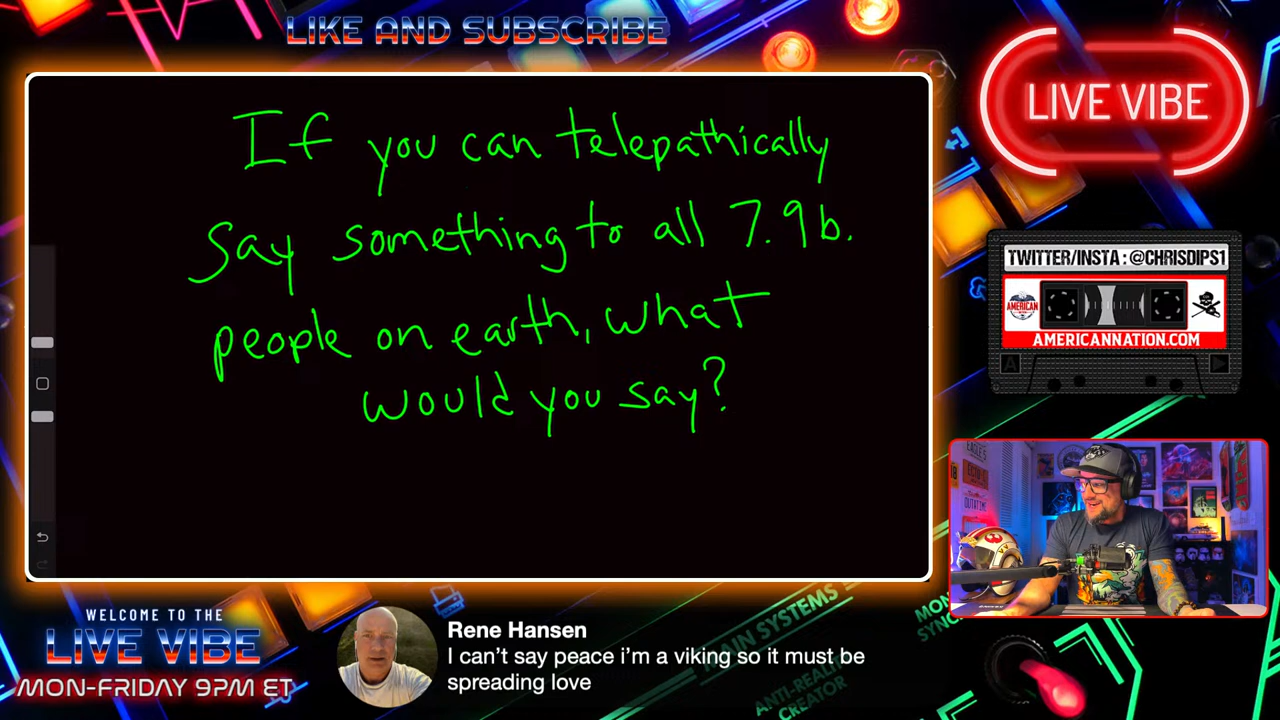 LIKE AND SUBSCRIBE
LIVE VIBE
If you can telepathically
Say something to all 7.9b.
people on earth, what
would you say?
TWITTER/INSTA : @CHRISDIPS1
AMERICAN
AMERICANNATION.COM
A
WELCOME TO THE
LIVE VIBE
MON-FRIDAY 9PM ET
Rene Hansen
I can't say peace i'm a viking so it must be
spreading love
OUTATIME